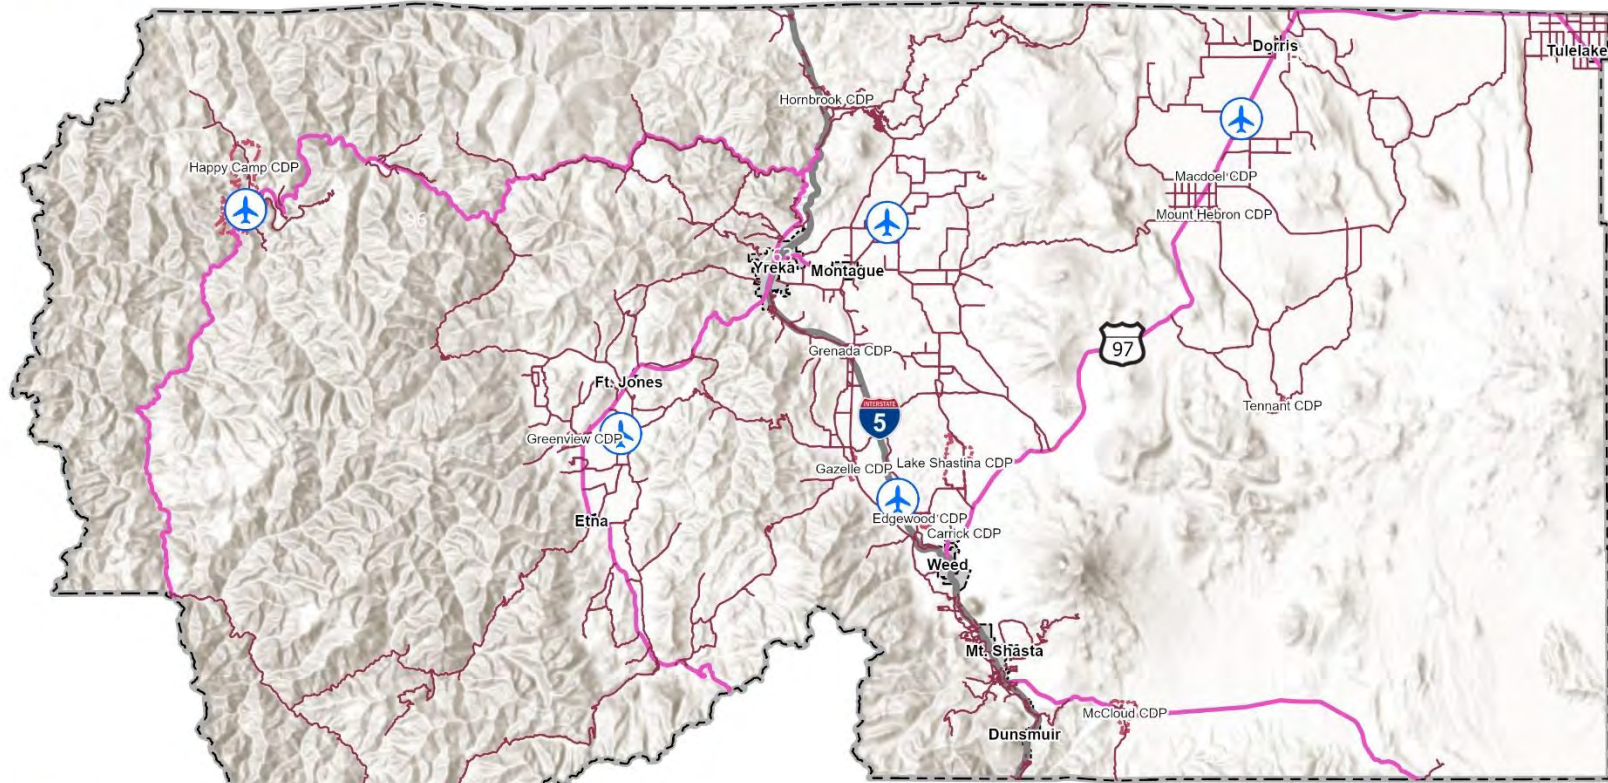 Dorris
Tulelake
Hornbrook CDP
Happy Camp CDP
Macdoel CDP
Mount Hebron CDP
Yreka
Montague
97
Grenada CDP
Ft. Jones
Tennant CDP
INTERSTATE
5
Greenview CDP
Gazelle CDP
Lake Shastina CDP
Etna
Edgewood CDP
Carrick CDP
Weed
Mt. Shasta
McCloud CDP
Dunsmuir